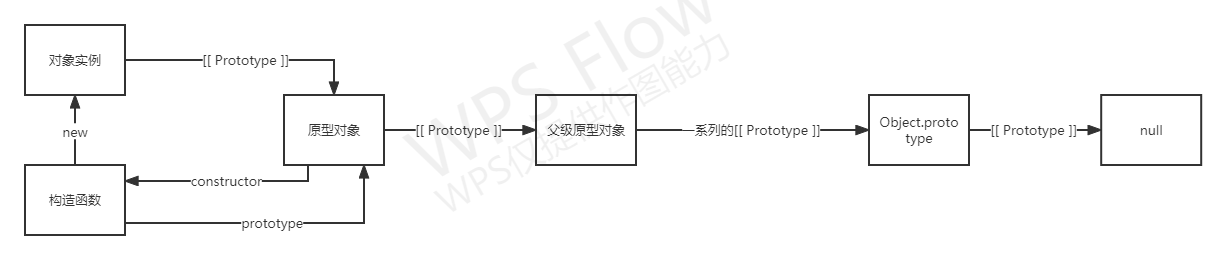 对象实例
[[ Prototype ]]
new
构造函数
原型对象
constructor
prototype
[[ Prototype ]]
父级原型对象
一系列的[[ Prototype ]]
Object.proto
type
[[ Prototype ]]
null
WPS Flow
WPS仅提供作图能力